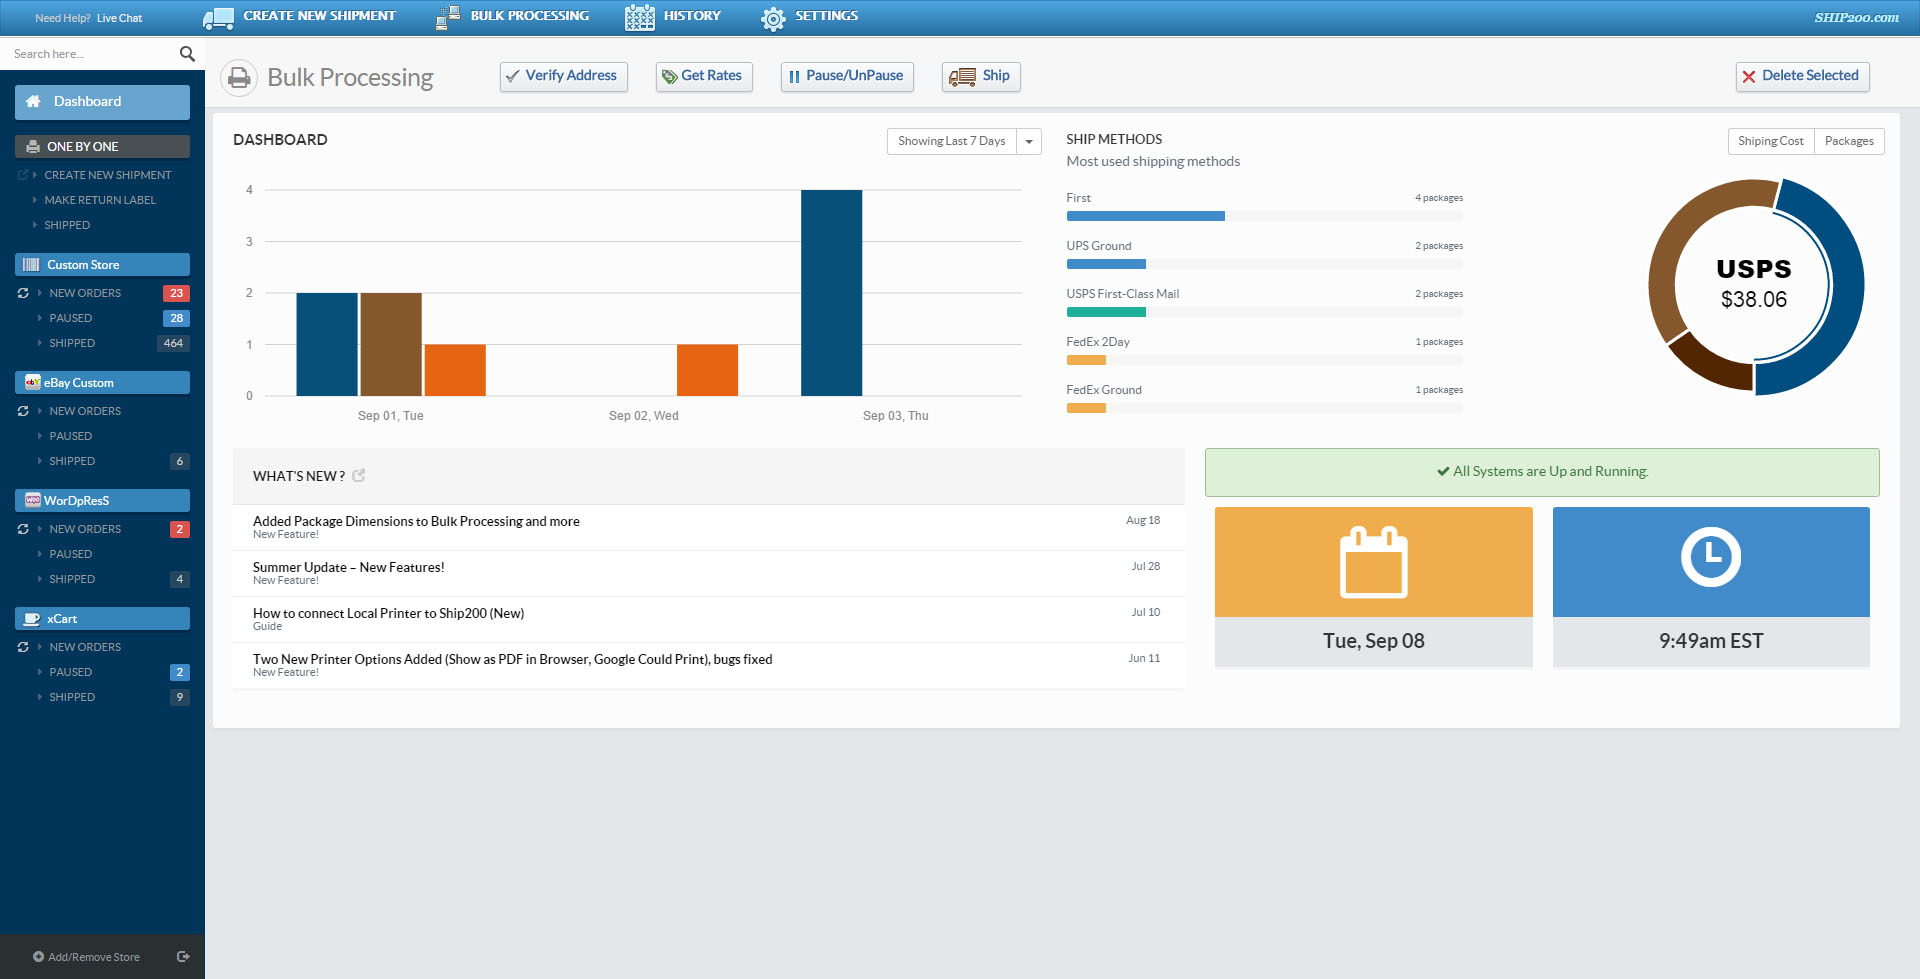 Need Help? Live Chat
CREATE NEW SHIPMENT
BULK PROCESSING
HISTORY
SETTINGS
SHIP200.com
Search here...
Bulk Processing
Verify Address
Get Rates
Pause/UnPause
Ship
Delete Selected
Dashboard
ONE BY ONE
CREATE NEW SHIPMENT
MAKE RETURN LABEL
SHIPPED
Custom Store
NEW ORDERS 23
PAUSED 28
SHIPPED 464
eBay Custom
NEW ORDERS
PAUSED
SHIPPED 6
WorDpResS
NEW ORDERS 2
PAUSED
SHIPPED 4
xCart
NEW ORDERS
PAUSED 2
SHIPPED 9
Add/Remove Store
DASHBOARD
Showing Last 7 Days
4
3
2
1
0
Sep 01, Tue
Sep 02, Wed
Sep 03, Thu
SHIP METHODS
Most used shipping methods
Shiping Cost
Packages
First 4 packages
UPS Ground 2 packages
USPS First-Class Mail 2 packages
FedEx 2Day 1 packages
FedEx Ground 1 packages
USPS
$38.06
WHAT'S NEW ?
Added Package Dimensions to Bulk Processing and more Aug 18
New Feature!
Summer Update – New Features! Jul 28
New Feature!
How to connect Local Printer to Ship200 (New) Jul 10
Guide
Two New Printer Options Added (Show as PDF in Browser, Google Could Print), bugs fixed Jun 11
New Feature!
All Systems are Up and Running.
Tue, Sep 08
9:49am EST